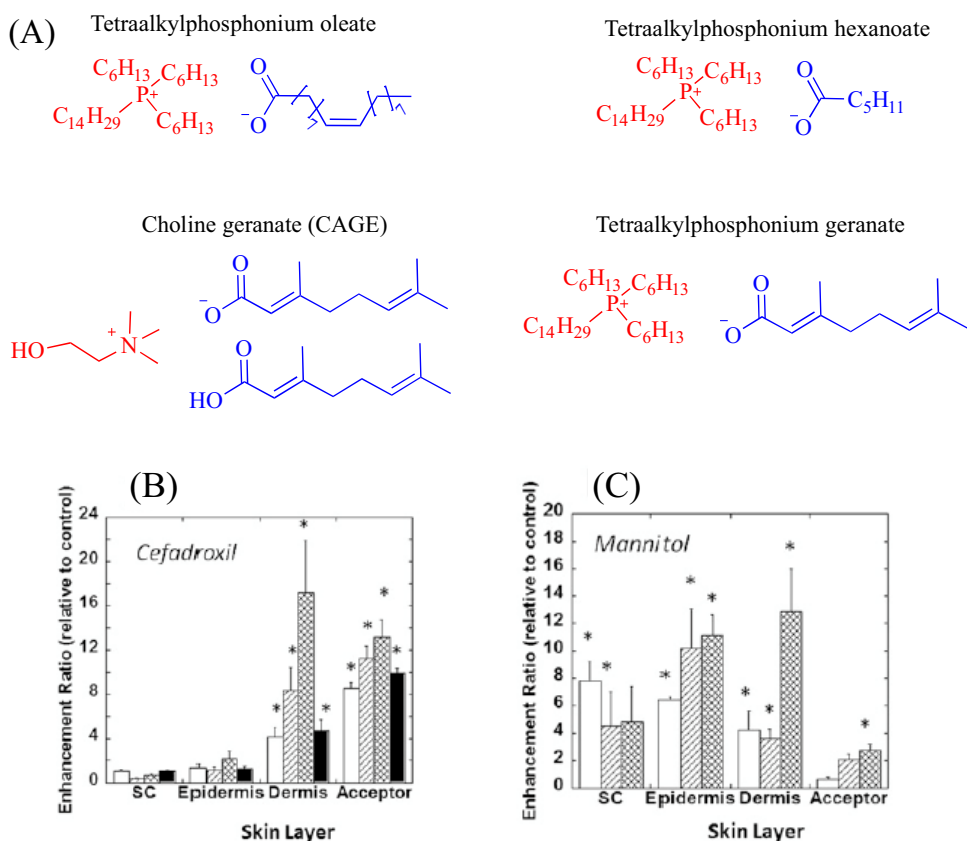 (A)
Tetraalkylphosphonium oleate
C6H13 C6H13
P+
C14H29 C6H13
O
−O
Tetraalkylphosphonium hexanoate
C6H13 C6H13
P+
C14H29 C6H13
O
−O C5H11
Choline geranate (CAGE)
HO N+
O
−O
O
HO
Tetraalkylphosphonium geranate
C6H13 C6H13
P+
C14H29 C6H13
O
−O
(B)
Enhancement Ratio (relative to control)
24
20
16
12
8
4
0
Cefadroxil
* * * * * * * *
SC Epidermis Dermis Acceptor
Skin Layer
(C)
Enhancement Ratio (relative to control)
20
18
16
14
12
10
8
6
4
2
0
Mannitol
* * * * * * * * *
SC Epidermis Dermis Acceptor
Skin Layer